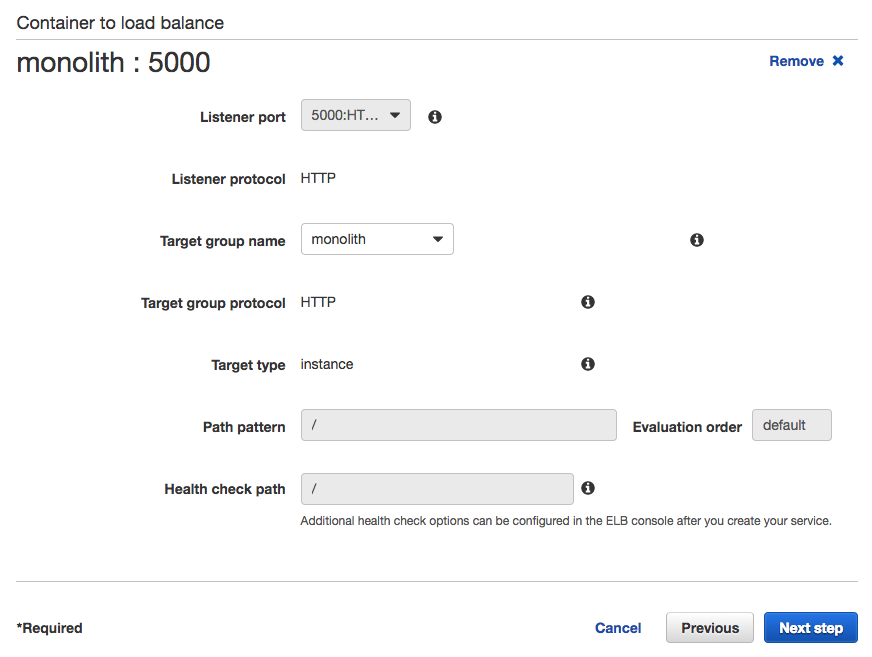 Container to load balance
monolith : 5000
Remove ✖
Listener port 5000:HT...
Listener protocol HTTP
Target group name monolith
Target group protocol HTTP
Target type instance
Path pattern / Evaluation order default
Health check path /
Additional health check options can be configured in the ELB console after you create your service.
*Required Cancel Previous Next step